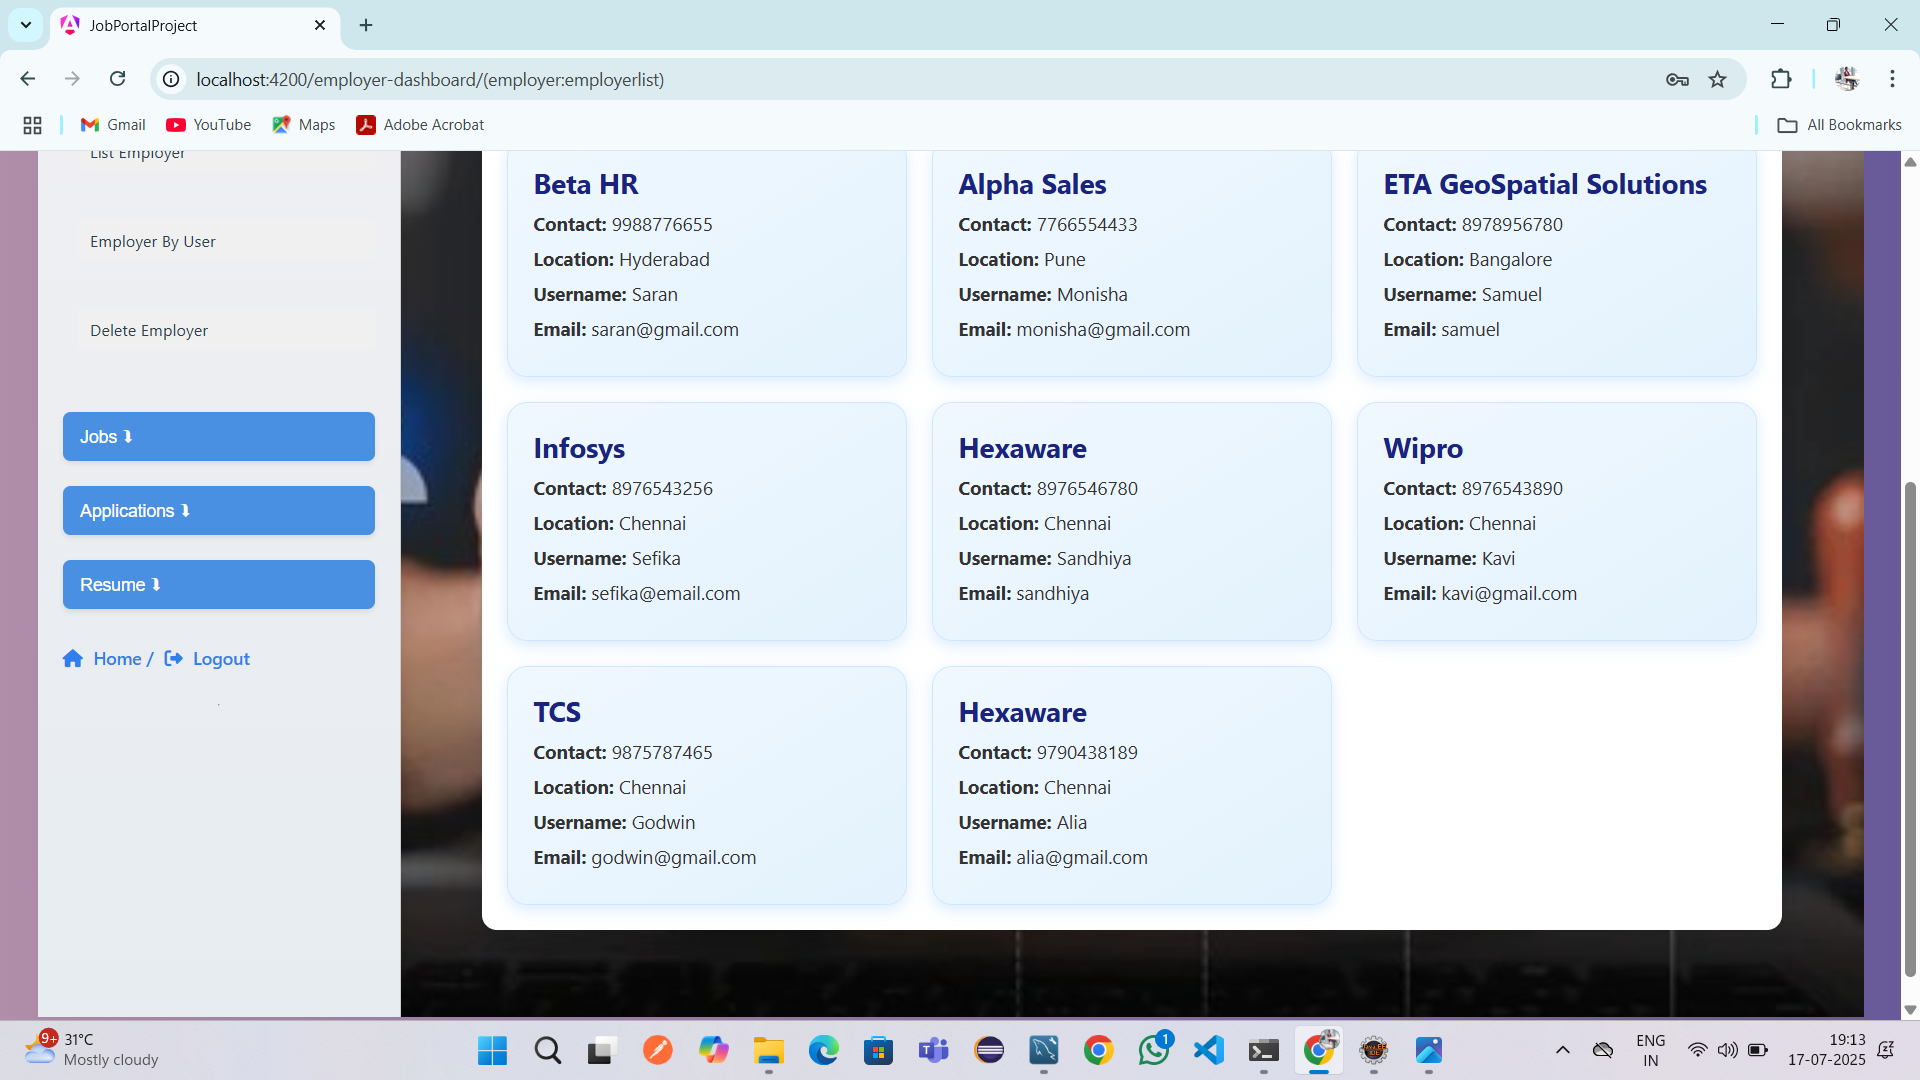 JobPortalProject
localhost:4200/employer-dashboard/(employer:employerlist)
Gmail
YouTube
Maps
Adobe Acrobat
All Bookmarks
List Employer
Employer By User
Delete Employer
Jobs ⮯
Applications ⮯
Resume ⮯
Home / Logout
Beta HR
Contact: 9988776655
Location: Hyderabad
Username: Saran
Email: saran@gmail.com
Alpha Sales
Contact: 7766554433
Location: Pune
Username: Monisha
Email: monisha@gmail.com
ETA GeoSpatial Solutions
Contact: 8978956780
Location: Bangalore
Username: Samuel
Email: samuel
Infosys
Contact: 8976543256
Location: Chennai
Username: Sefika
Email: sefika@email.com
Hexaware
Contact: 8976546780
Location: Chennai
Username: Sandhiya
Email: sandhiya
Wipro
Contact: 8976543890
Location: Chennai
Username: Kavi
Email: kavi@gmail.com
TCS
Contact: 9875787465
Location: Chennai
Username: Godwin
Email: godwin@gmail.com
Hexaware
Contact: 9790438189
Location: Chennai
Username: Alia
Email: alia@gmail.com
9+
31°C
Mostly cloudy
1
ENG
IN
19:13
17-07-2025